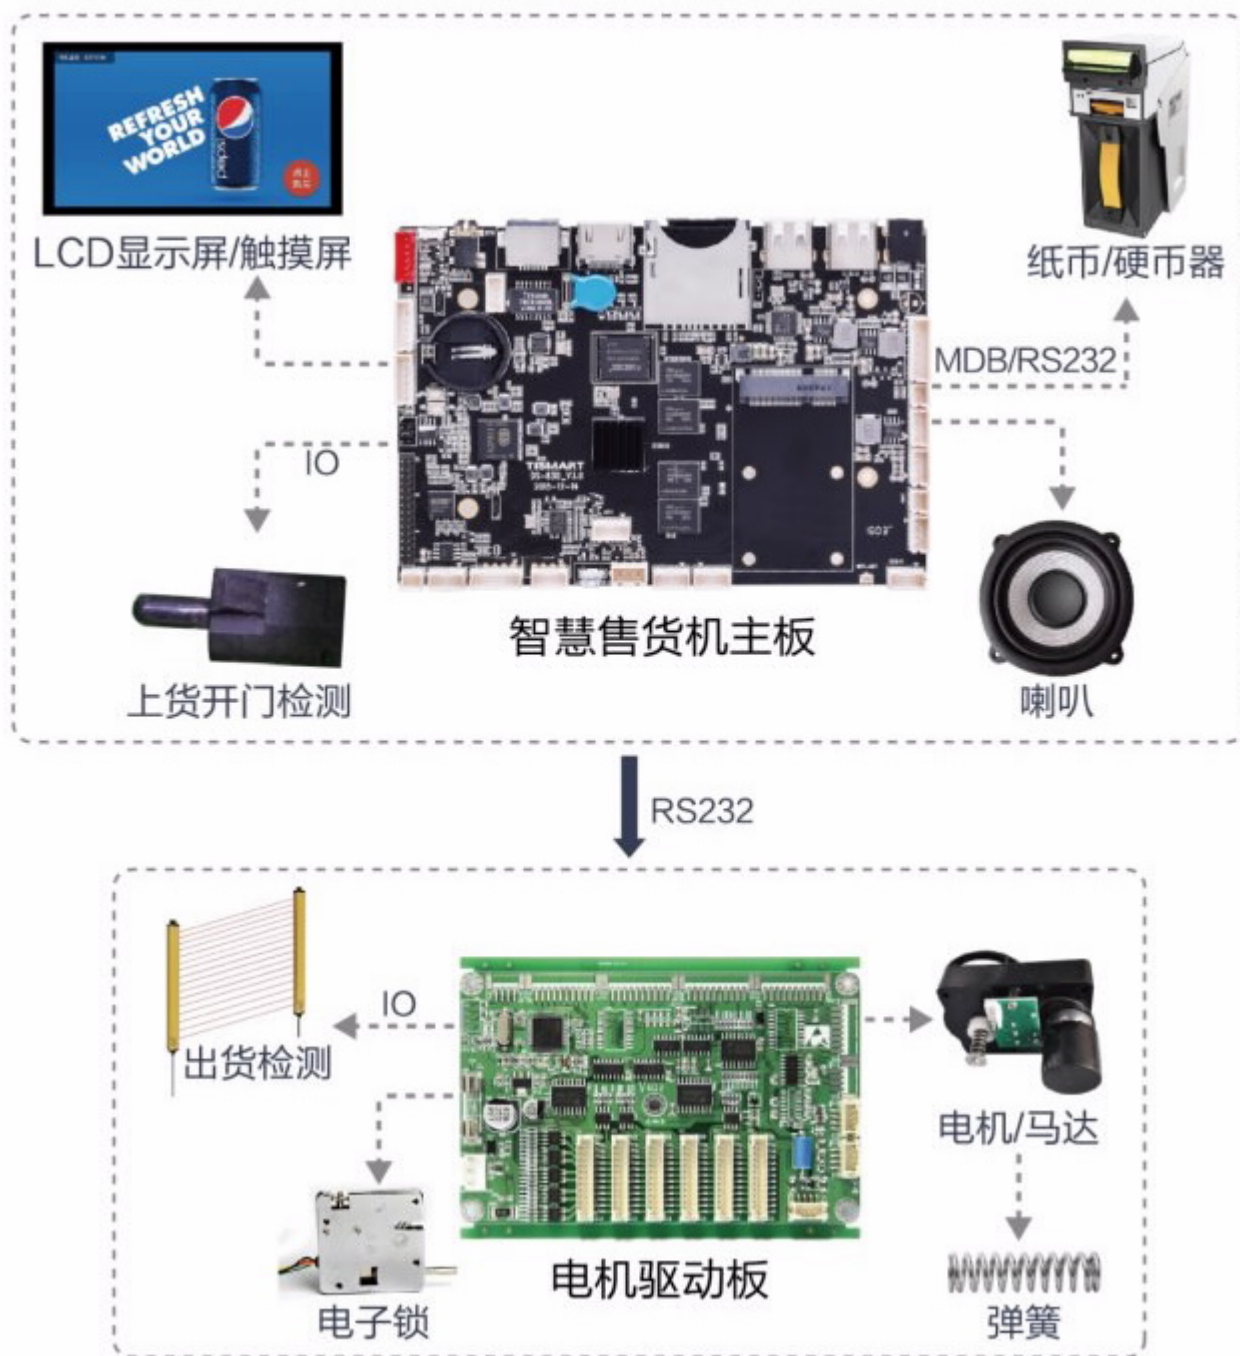 REFRESH
YOUR
WORLD
pepsi
LCD显示屏/触摸屏
纸币/硬币器
MDB/RS232
IO
TISMART
智慧售货机主板
上货开门检测
喇叭
RS232
IO
出货检测
电机/马达
电子锁
电机驱动板
弹簧